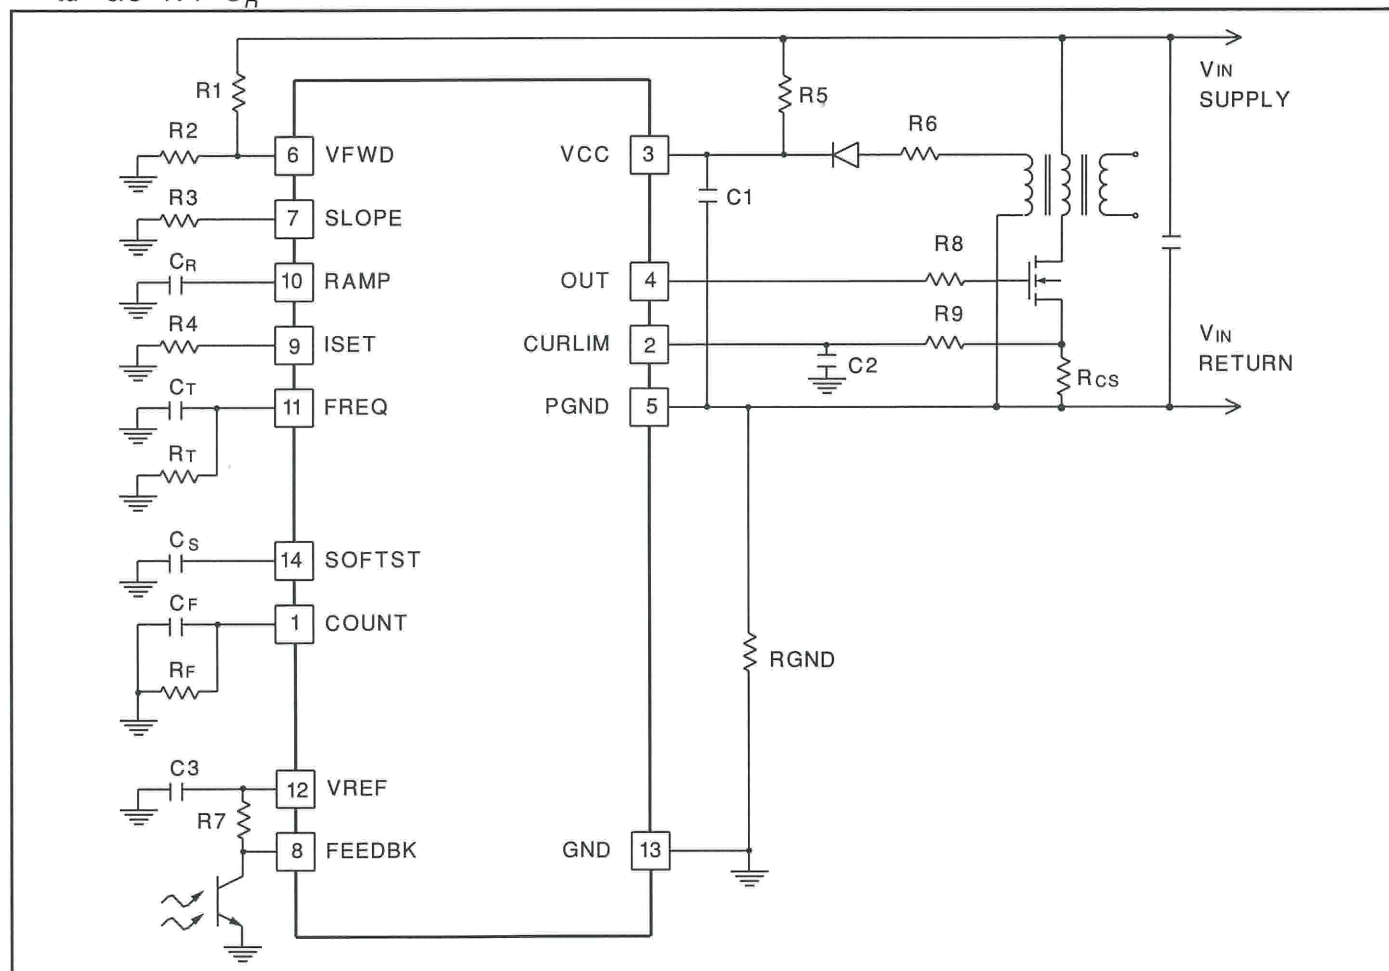 R1
R5
VIN
SUPPLY
R2
R6
6 VFWD
VCC 3
R3
C1
7 SLOPE
CR
R8
10 RAMP
OUT 4
R4
R9
9 ISET
CURLIM 2
VIN
RETURN
C2
RCS
CT
11 FREQ
PGND 5
RT
CS
14 SOFTST
CF
1 COUNT
RGND
RF
C3
12 VREF
R7
8 FEEDBK
GND 13